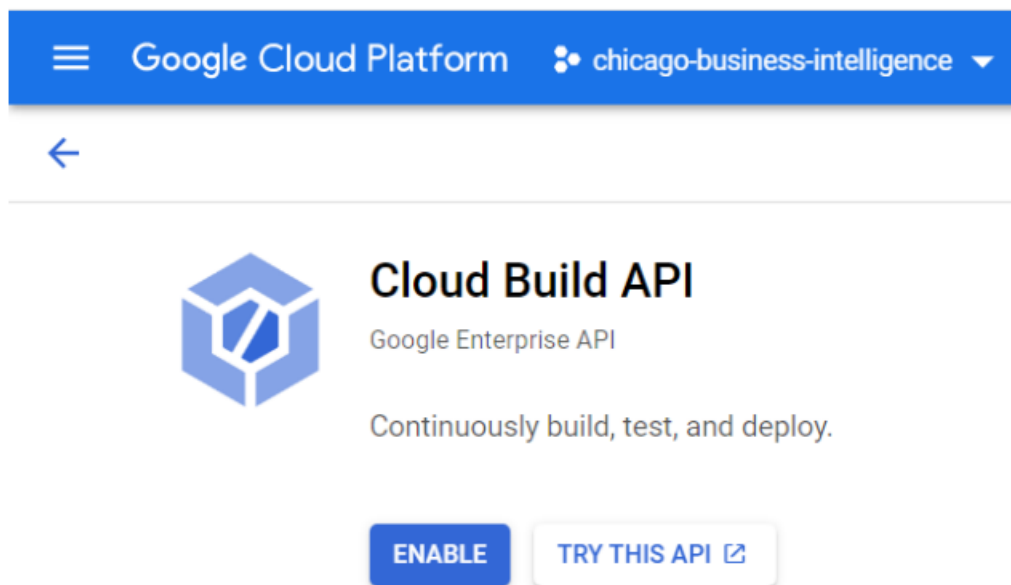 Google Cloud Platform chicago-business-intelligence
Cloud Build API
Google Enterprise API
Continuously build, test, and deploy.
ENABLE TRY THIS API